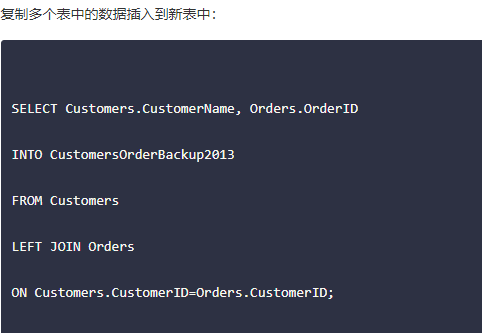 复制多个表中的数据插入到新表中：
SELECT Customers.CustomerName, Orders.OrderID
INTO CustomersOrderBackup2013
FROM Customers
LEFT JOIN Orders
ON Customers.CustomerID=Orders.CustomerID;